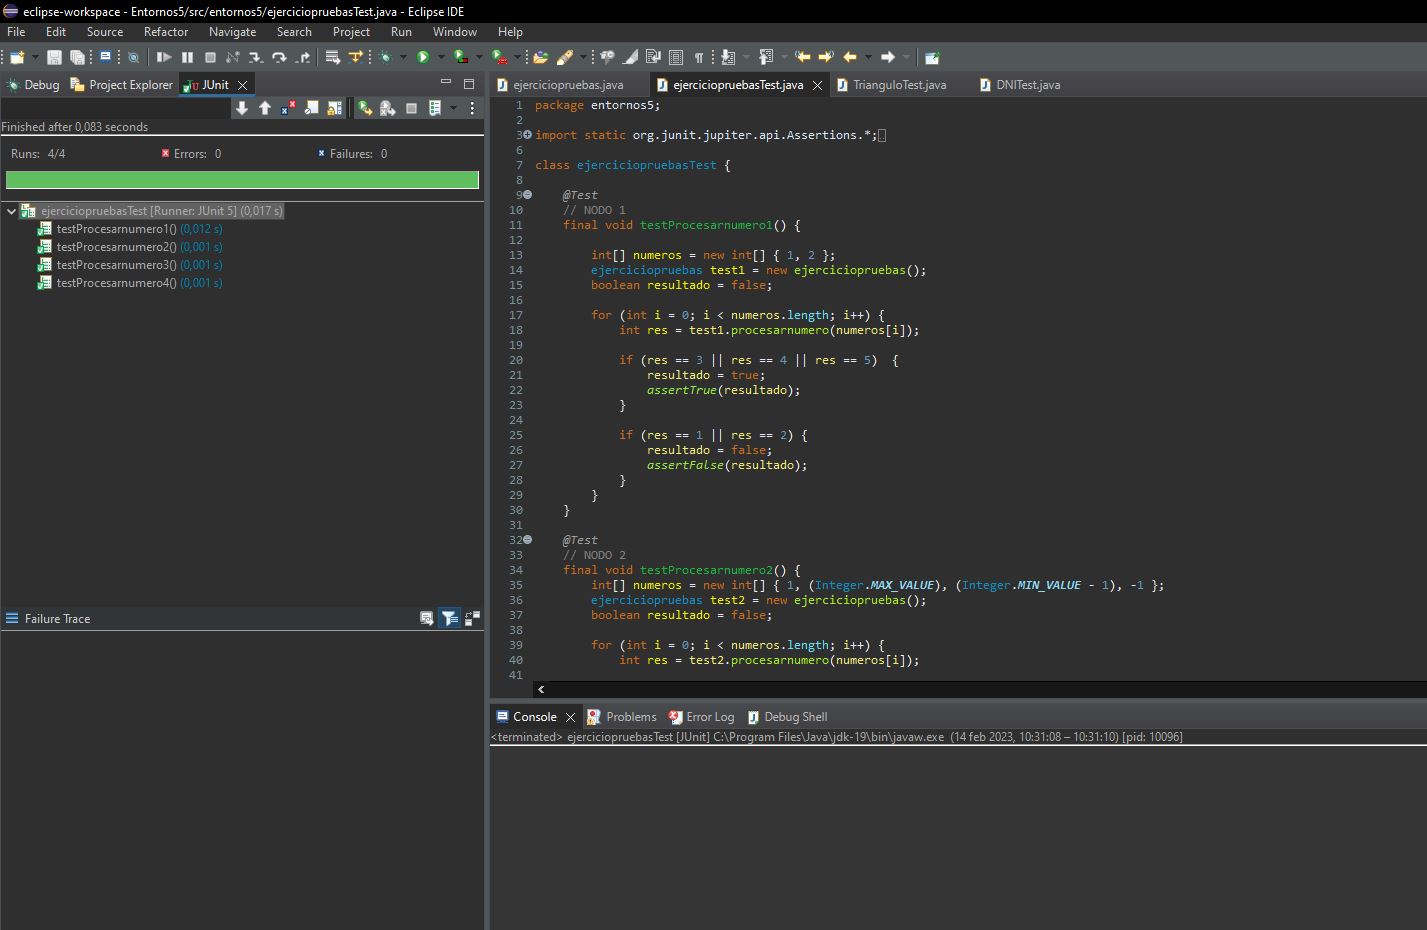 eclipse-workspace - Entornos5/src/entornos5/ejerciciopruebasTest.java - Eclipse IDE
File Edit Source Refactor Navigate Search Project Run Window Help
Debug Project Explorer JUnit
Finished after 0,083 seconds
Runs: 4/4 Errors: 0 Failures: 0
ejerciciopruebasTest [Runner: JUnit 5] (0,017 s)
testProcesarnumero1() (0,012 s)
testProcesarnumero2() (0,001 s)
testProcesarnumero3() (0,001 s)
testProcesarnumero4() (0,001 s)
Failure Trace
ejerciciopruebas.java ejerciciopruebasTest.java TrianguloTest.java DNITest.java
1 package entornos5;
2
3 import static org.junit.jupiter.api.Assertions.*;
6
7 class ejerciciopruebasTest {
8
9 @Test
10 // NODO 1
11 final void testProcesarnumero1() {
12
13 int[] numeros = new int[] { 1, 2 };
14 ejerciciopruebas test1 = new ejerciciopruebas();
15 boolean resultado = false;
16
17 for (int i = 0; i < numeros.length; i++) {
18 int res = test1.procesarnumero(numeros[i]);
19
20 if (res == 3 || res == 4 || res == 5) {
21 resultado = true;
22 assertTrue(resultado);
23 }
24
25 if (res == 1 || res == 2) {
26 resultado = false;
27 assertFalse(resultado);
28 }
29 }
30 }
31
32 @Test
33 // NODO 2
34 final void testProcesarnumero2() {
35 int[] numeros = new int[] { 1, (Integer.MAX_VALUE), (Integer.MIN_VALUE - 1), -1 };
36 ejerciciopruebas test2 = new ejerciciopruebas();
37 boolean resultado = false;
38
39 for (int i = 0; i < numeros.length; i++) {
40 int res = test2.procesarnumero(numeros[i]);
41
Console Problems Error Log Debug Shell
<terminated> ejerciciopruebasTest [JUnit] C:\Program Files\Java\jdk-19\bin\javaw.exe (14 feb 2023, 10:31:08 – 10:31:10) [pid: 10096]